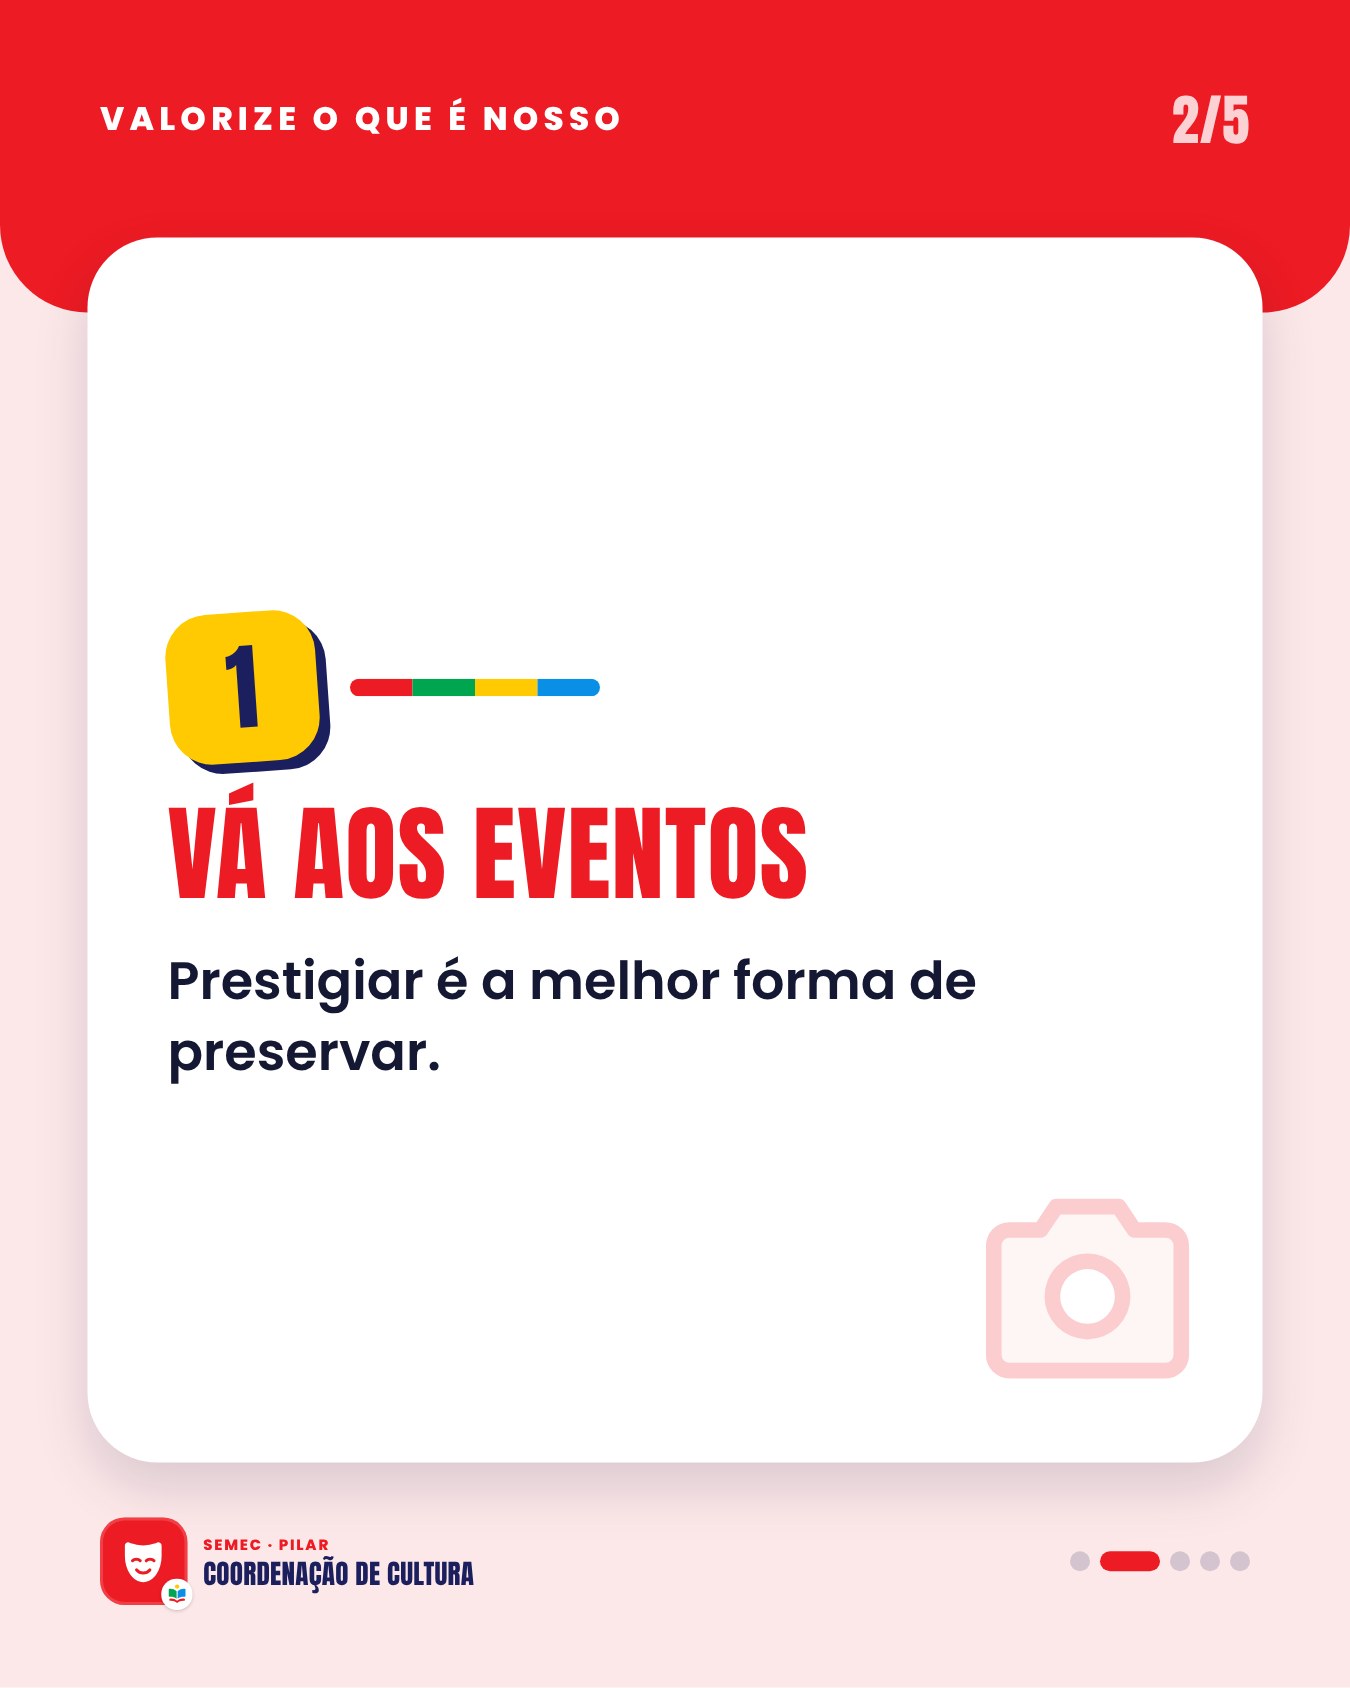 VALORIZE O QUE É NOSSO
2/5
1
VÁ AOS EVENTOS
Prestigiar é a melhor forma de
preservar.
SEMEC · PILAR
COORDENAÇÃO DE CULTURA